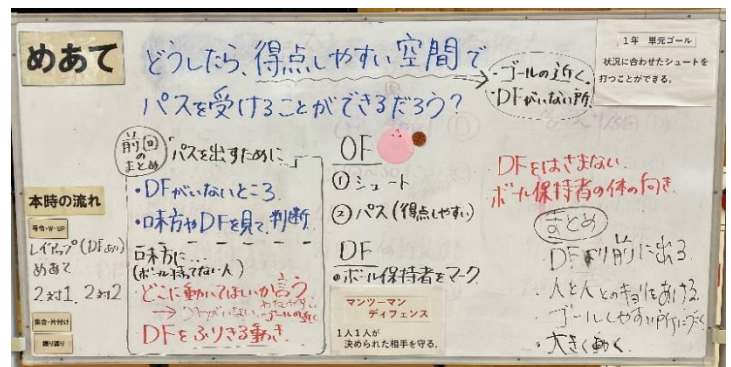 めあて
どうしたら、得点しやすい空間で
パスを受けることができるだろう?
・ゴールの近く
・DFがいない所
1年 単元ゴール
状況に合わせたシュートを
打つことができる。
前回
の
まとめ
「パスを出すために…」
・DFがいないところ
・味方やDFを見て、判断
味方に…
(ボール持ってない人)
どこに動いてほしいか言う
→
ゴールの近く
DFをふりきる動き
本時の流れ
集合・W-UP
レイアップ(DFあり)
めあて
2対1、2対2
集合・片付け
振り返り
OF
①シュート
②パス(得点しやすい)
DF
・ボール保持者をマーク
マンツーマン
ディフェンス
1人1人が
決められた相手を守る。
DFをはさまない
ボール保持者の体の向き
まとめ
DFより前に出る
・人と人とのキョリをあける
・ゴールしやすい所に
・大きく動く